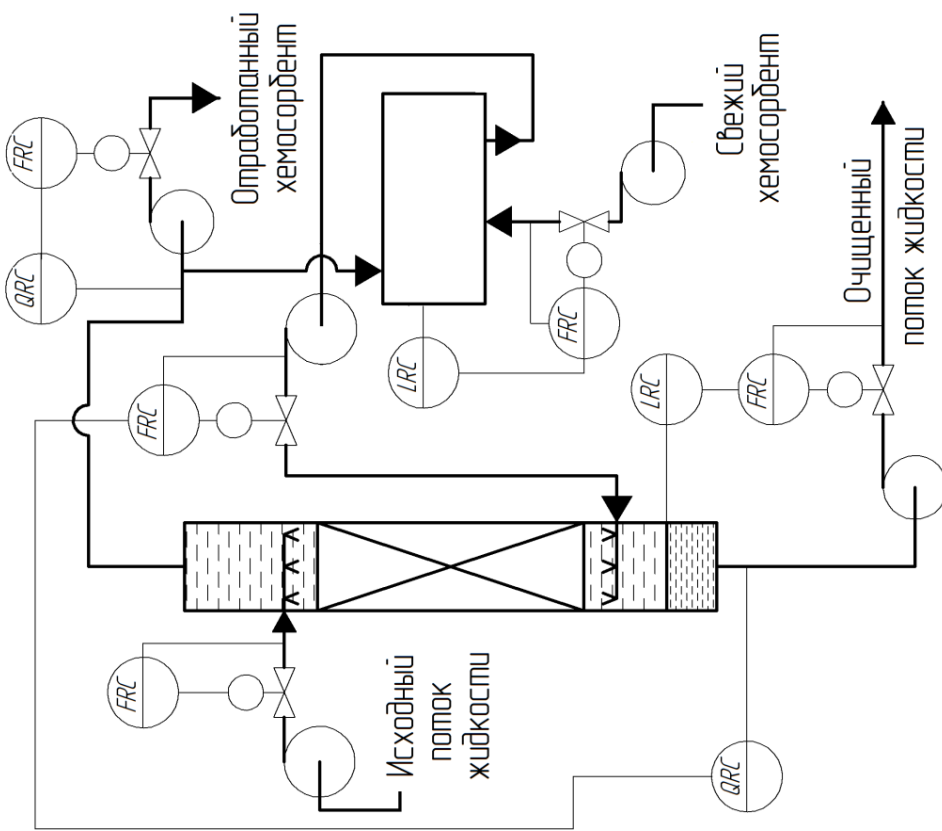 FRC
QRC
Отработанный
хемосорбент
FRC
LRC
FRC
Свежий
хемосорбент
FRC
Исходный
поток
жидкости
LRC
FRC
Очищенный
поток жидкости
QRC